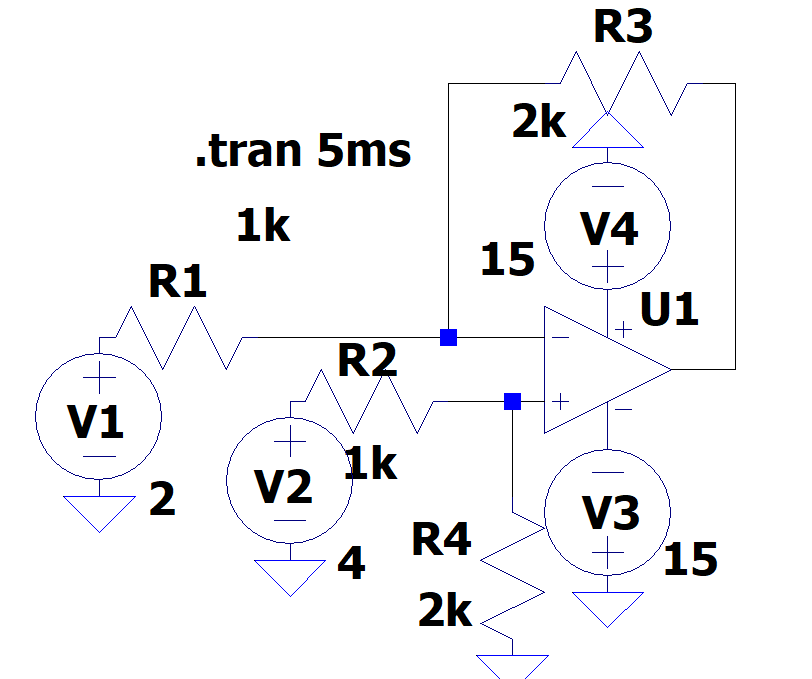 R3
2k
.tran 5ms
1k
V4
15
R1
U1
+
−
+
−
R2
−
+
+
−
V1
+
−
V2
1k
2
4
R4
2k
−
+
V3
15